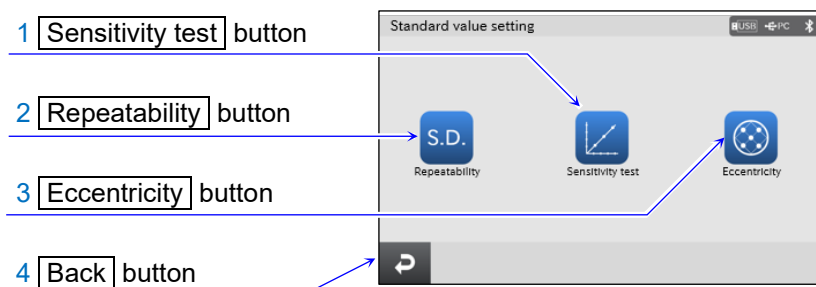 1 Sensitivity test button
2 Repeatability button
3 Eccentricity button
4 Back button
Standard value setting
USB PC
S.D.
Repeatability
Sensitivity test
Eccentricity